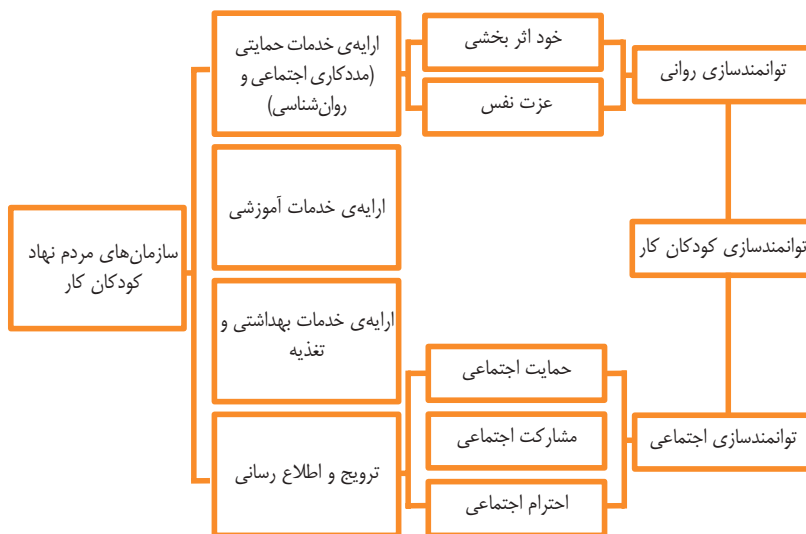 ارایه‌ی خدمات حمایتی
(مددکاری اجتماعی و
روان‌شناسی)
خود اثر بخشی
عزت نفس
توانمندسازی روانی
ارایه‌ی خدمات آموزشی
سازمان‌های مردم نهاد
کودکان کار
توانمندسازی کودکان کار
ارایه‌ی خدمات بهداشتی و
تغذیه
حمایت اجتماعی
مشارکت اجتماعی
احترام اجتماعی
توانمندسازی اجتماعی
ترویج و اطلاع رسانی